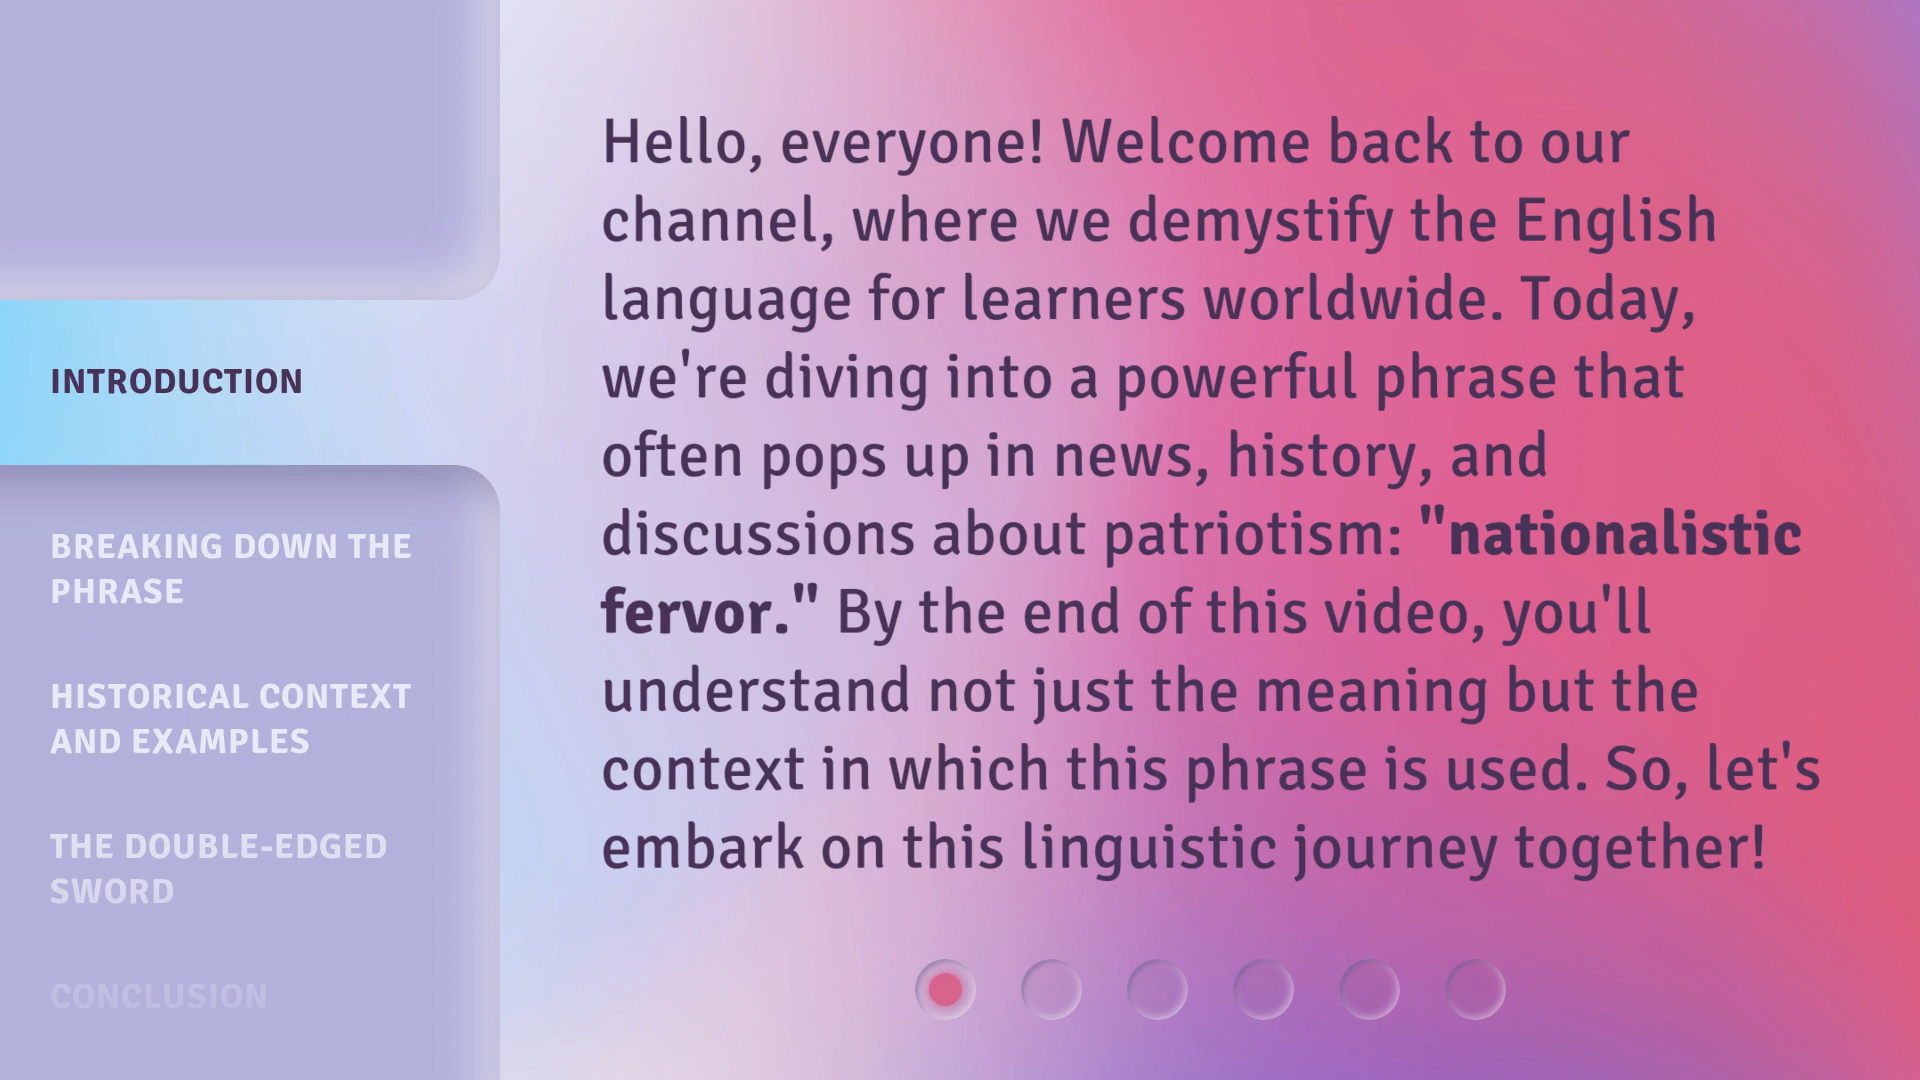 INTRODUCTION
BREAKING DOWN THE
PHRASE
HISTORICAL CONTEXT
AND EXAMPLES
THE DOUBLE-EDGED
SWORD
CONCLUSION
Hello, everyone! Welcome back to our
channel, where we demystify the English
language for learners worldwide. Today,
we're diving into a powerful phrase that
often pops up in news, history, and
discussions about patriotism: "nationalistic
fervor." By the end of this video, you'll
understand not just the meaning but the
context in which this phrase is used. So, let's
embark on this linguistic journey together!